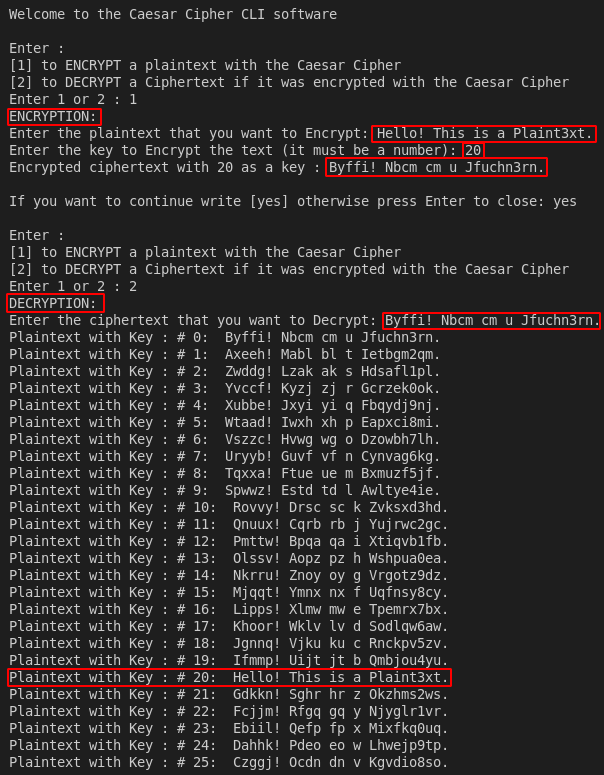 Welcome to the Caesar Cipher CLI software
Enter :
[1] to ENCRYPT a plaintext with the Caesar Cipher
[2] to DECRYPT a Ciphertext if it was encrypted with the Caesar Cipher
Enter 1 or 2 : 1
ENCRYPTION:
Enter the plaintext that you want to Encrypt: Hello! This is a Plaint3xt.
Enter the key to Encrypt the text (it must be a number): 20
Encrypted ciphertext with 20 as a key : Byffi! Nbcm cm u Jfuchn3rn.
If you want to continue write [yes] otherwise press Enter to close: yes
Enter :
[1] to ENCRYPT a plaintext with the Caesar Cipher
[2] to DECRYPT a Ciphertext if it was encrypted with the Caesar Cipher
Enter 1 or 2 : 2
DECRYPTION:
Enter the ciphertext that you want to Decrypt: Byffi! Nbcm cm u Jfuchn3rn.
Plaintext with Key : # 0:  Byffi! Nbcm cm u Jfuchn3rn.
Plaintext with Key : # 1:  Axeeh! Mabl bl t Ietbgm2qm.
Plaintext with Key : # 2:  Zwddg! Lzak ak s Hdsafl1pl.
Plaintext with Key : # 3:  Yvccf! Kyzj zj r Gcrzek0ok.
Plaintext with Key : # 4:  Xubbe! Jxyi yi q Fbqydj9nj.
Plaintext with Key : # 5:  Wtaad! Iwxh xh p Eapxci8mi.
Plaintext with Key : # 6:  Vszzc! Hvwg wg o Dzowbh7lh.
Plaintext with Key : # 7:  Uryyb! Guvf vf n Cynvag6kg.
Plaintext with Key : # 8:  Tqxxa! Ftue ue m Bxmuzf5jf.
Plaintext with Key : # 9:  Spwwz! Estd td l Awltye4ie.
Plaintext with Key : # 10:  Rovvy! Drsc sc k Zvksxd3hd.
Plaintext with Key : # 11:  Qnuux! Cqrb rb j Yujrwc2gc.
Plaintext with Key : # 12:  Pmttw! Bpqa qa i Xtiqvb1fb.
Plaintext with Key : # 13:  Olssv! Aopz pz h Wshpua0ea.
Plaintext with Key : # 14:  Nkrru! Znoy oy g Vrgotz9dz.
Plaintext with Key : # 15:  Mjqqt! Ymnx nx f Uqfnsy8cy.
Plaintext with Key : # 16:  Lipps! Xlmw mw e Tpemrx7bx.
Plaintext with Key : # 17:  Khoor! Wklv lv d Sodlqw6aw.
Plaintext with Key : # 18:  Jgnnq! Vjku ku c Rnckpv5zv.
Plaintext with Key : # 19:  Ifmmp! Uijt jt b Qmbjou4yu.
Plaintext with Key : # 20:  Hello! This is a Plaint3xt.
Plaintext with Key : # 21:  Gdkkn! Sghr hr z Okzhms2ws.
Plaintext with Key : # 22:  Fcjjm! Rfgq gq y Njyglr1vr.
Plaintext with Key : # 23:  Ebiil! Qefp fp x Mixfkq0uq.
Plaintext with Key : # 24:  Dahhk! Pdeo eo w Lhwejp9tp.
Plaintext with Key : # 25:  Czggj! Ocdn dn v Kgvdio8so.